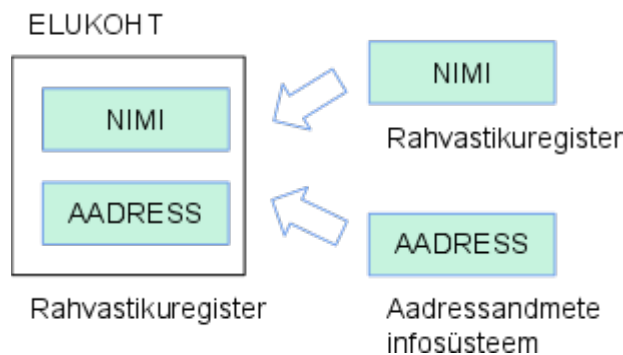 ELUKOHT
NIMI
AADRESS
Rahvastikuregister
NIMI
Rahvastikuregister
AADRESS
Aadressandmete
infosüsteem